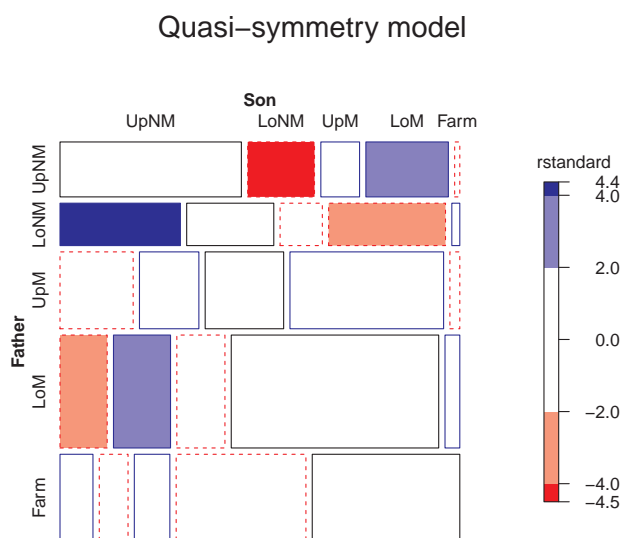 Quasi−symmetry model
Son
UpNM LoNM UpM LoM Farm
Father
UpNM
LoNM
UpM
LoM
Farm
rstandard
4.4
4.0
2.0
0.0
−2.0
−4.0
−4.5